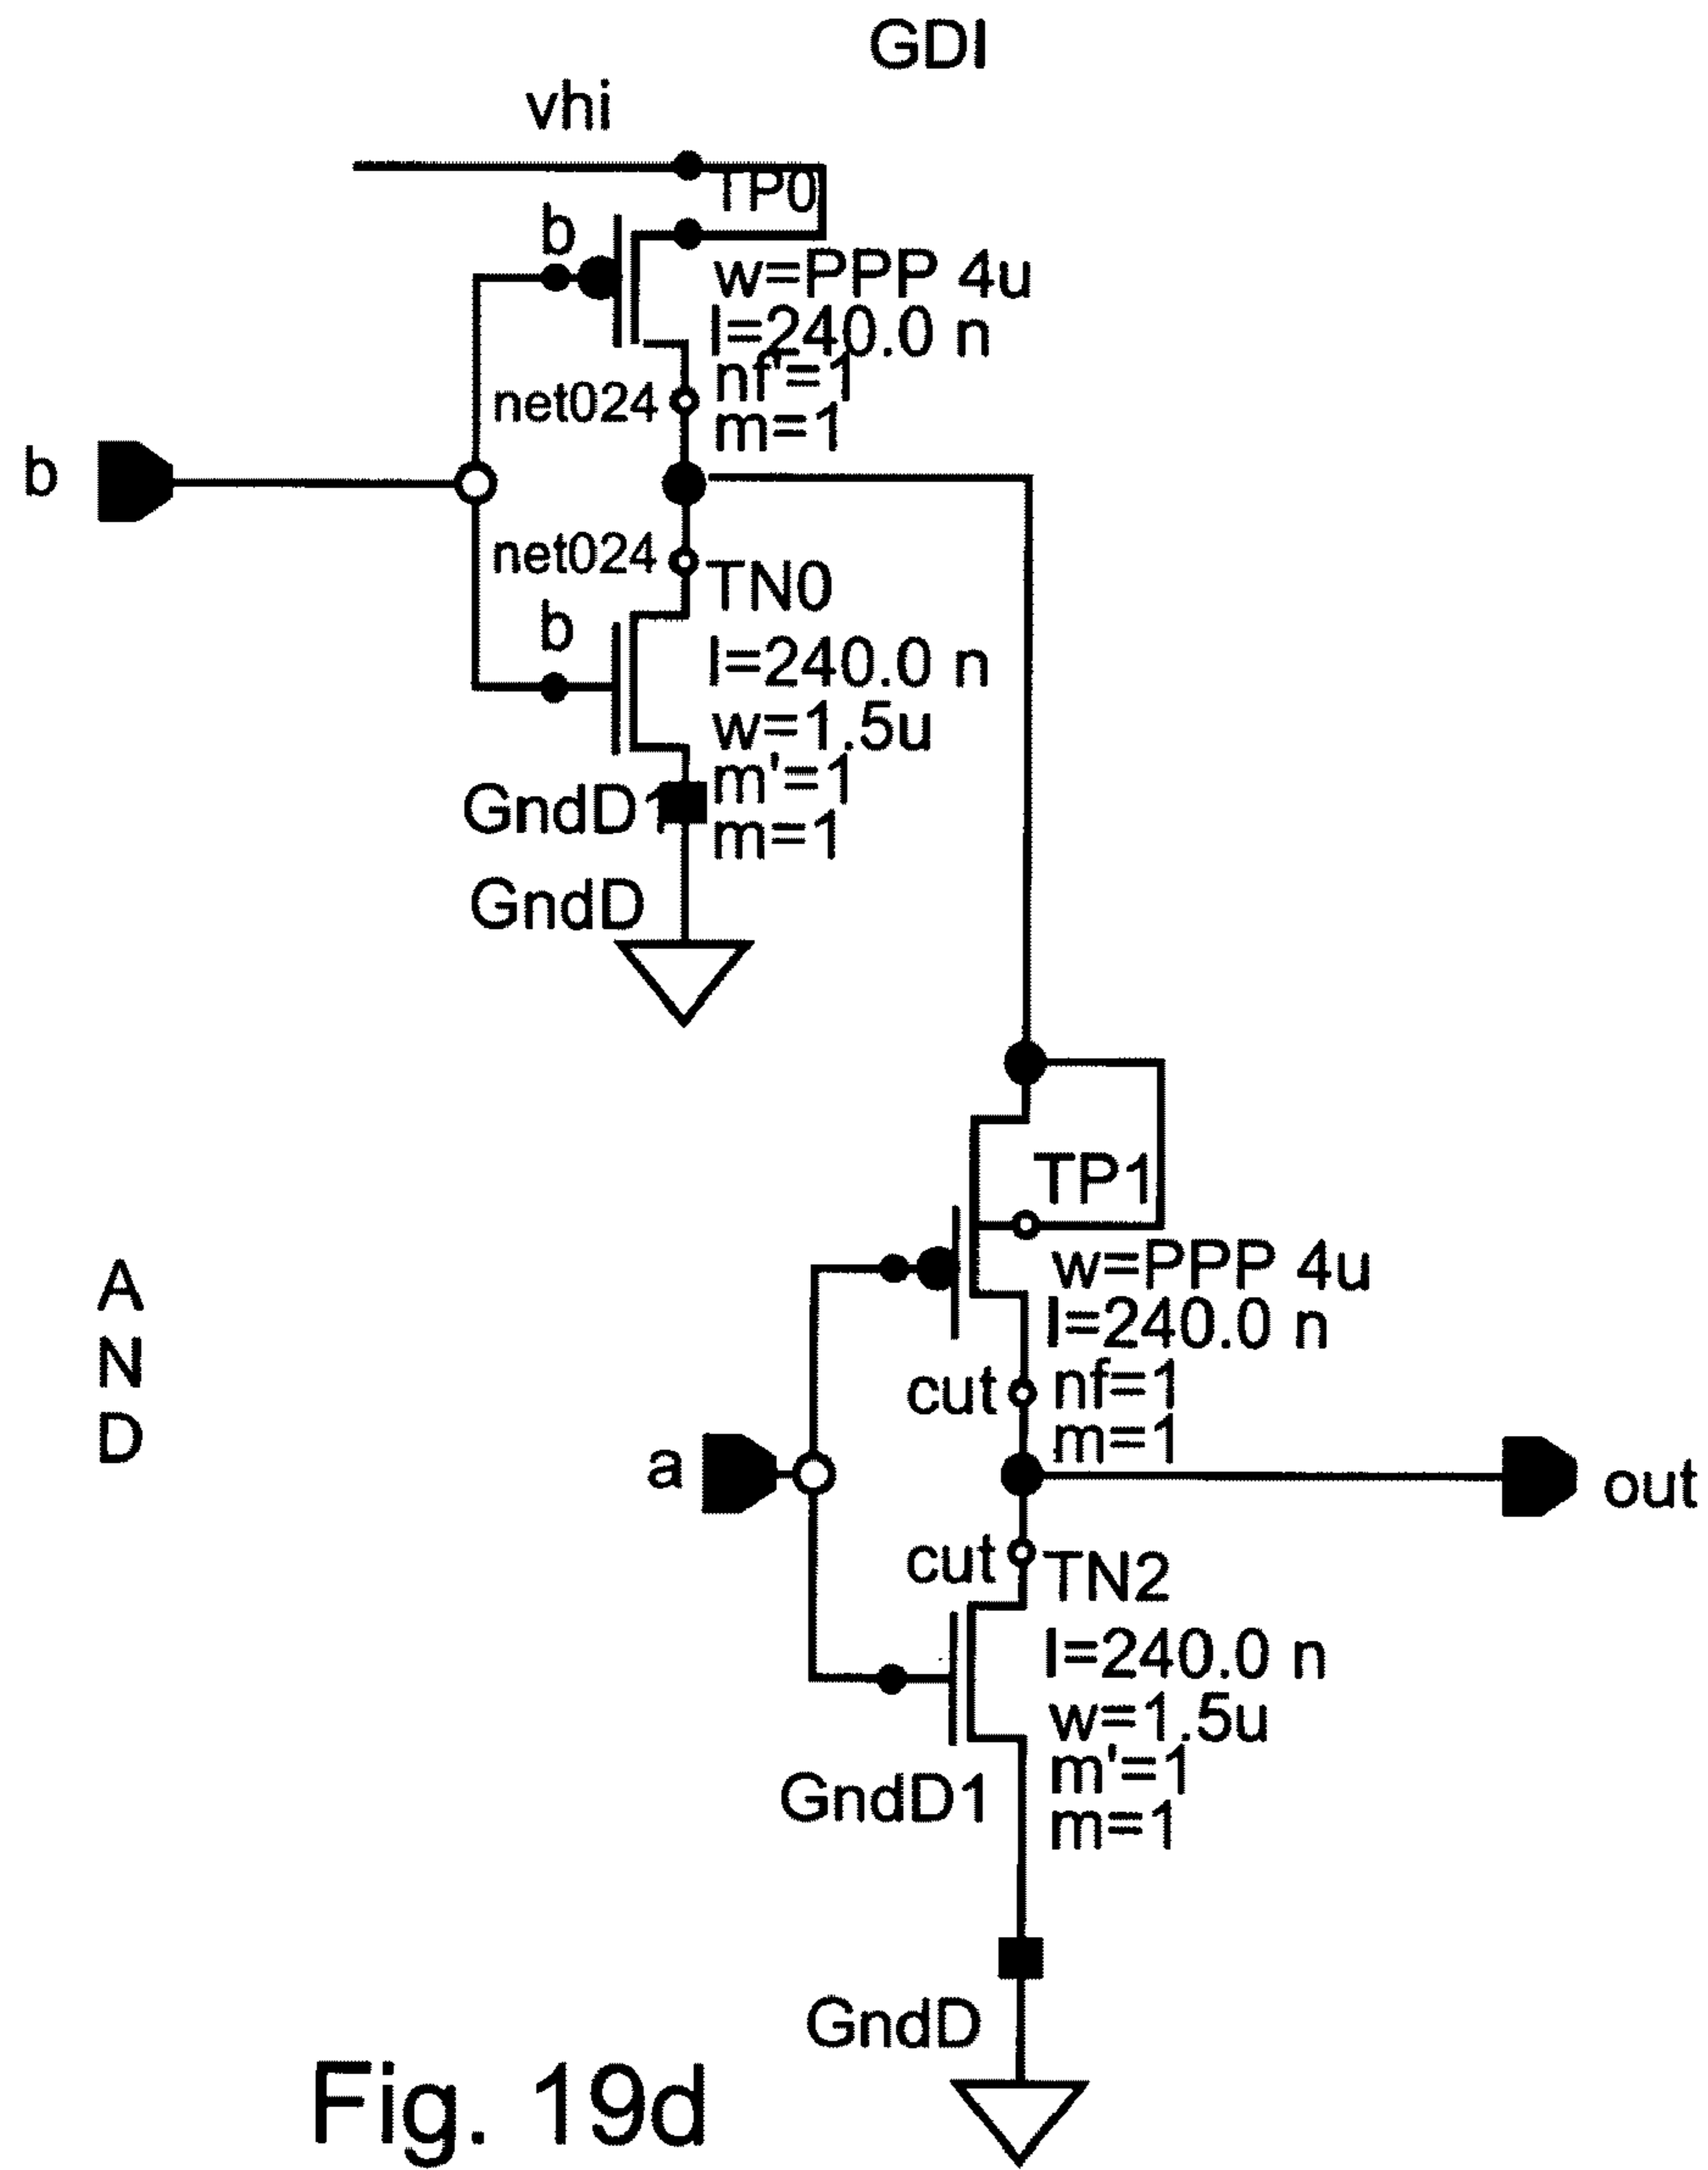 GDI
vhi
TP0
b
w=PPP 4u
l=240.0 n
nf'=1
net024
m=1
b
net024
TN0
b
l=240.0 n
w=1.5u
m'=1
GndD1
m=1
GndD
TP1
w=PPP 4u
l=240.0 n
nf=1
cut
m=1
A
N
D
a
out
cut
TN2
l=240.0 n
w=1.5u
m'=1
GndD1
m=1
GndD
Fig. 19d